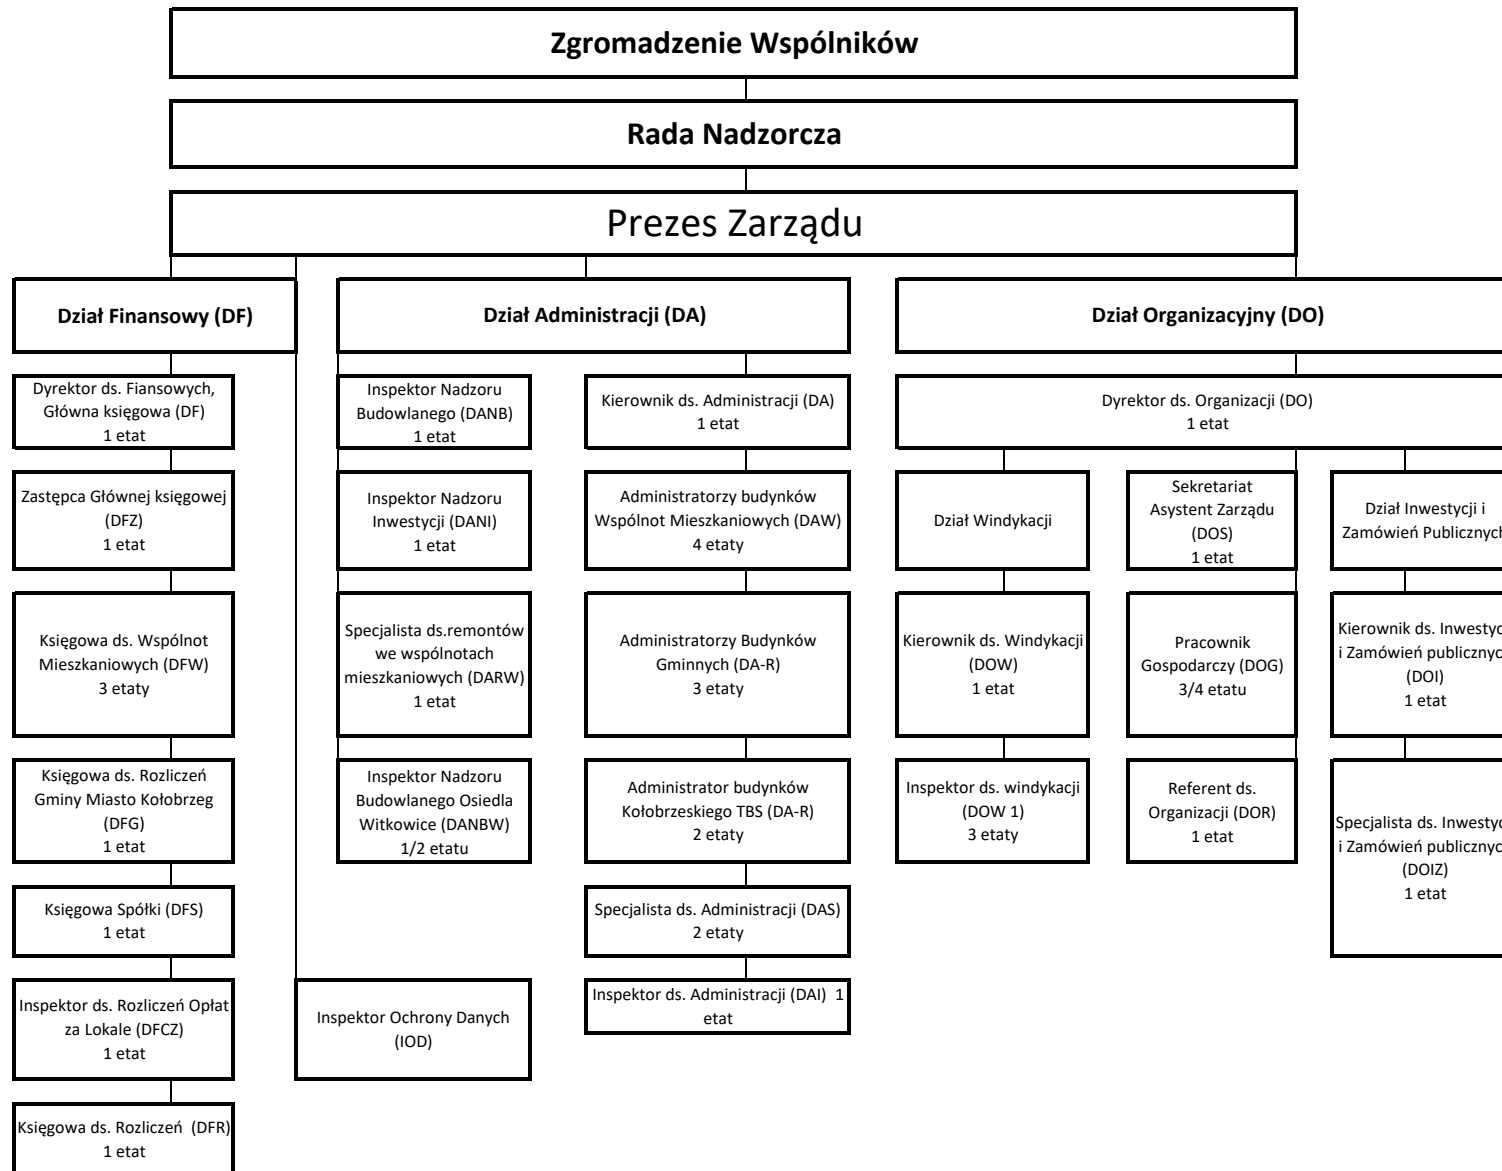 Zgromadzenie Wspólników
Rada Nadzorcza
Prezes Zarządu
Dział Finansowy (DF)
Dział Administracji (DA)
Dział Organizacyjny (DO)
Dyrektor ds. Fiansowych,
Główna księgowa (DF)
1 etat
Inspektor Nadzoru
Budowlanego (DANB)
1 etat
Kierownik ds. Administracji (DA)
1 etat
Dyrektor ds. Organizacji (DO)
1 etat
Zastępca Głównej księgowej
(DFZ)
1 etat
Inspektor Nadzoru
Inwestycji (DANI)
1 etat
Administratorzy budynków
Wspólnot Mieszkaniowych (DAW)
4 etaty
Dział Windykacji
Sekretariat
Asystent Zarządu
(DOS)
1 etat
Dział Inwestycji i
Zamówień Publicznych
Księgowa ds. Wspólnot
Mieszkaniowych (DFW)
3 etaty
Specjalista ds.remontów
we wspólnotach
mieszkaniowych (DARW)
1 etat
Administratorzy Budynków
Gminnych (DA-R)
3 etaty
Kierownik ds. Windykacji
(DOW)
1 etat
Pracownik
Gospodarczy (DOG)
3/4 etatu
Kierownik ds.
i Zamówień
(DOI)
1 etat
Księgowa ds. Rozliczeń
Gminy Miasto Kołobrzeg
(DFG)
1 etat
Inspektor Nadzoru
Budowlanego Osiedla
Witkowice (DANBW)
1/2 etatu
Administrator budynków
Kołobrzeskiego TBS (DA-R)
2 etaty
Inspektor ds. windykacji
(DOW 1)
3 etaty
Referent ds.
Organizacji (DOR)
1 etat
Specjalista ds.
i Zamówień
(DOIZ)
1 etat
Księgowa Spółki (DFS)
1 etat
Specjalista ds. Administracji (DAS)
2 etaty
Inspektor ds. Rozliczeń Opłat
za Lokale (DFCZ)
1 etat
Inspektor Ochrony Danych
(IOD)
Inspektor ds. Administracji (DAI) 1
etat
Księgowa ds. Rozliczeń (DFR)
1 etat